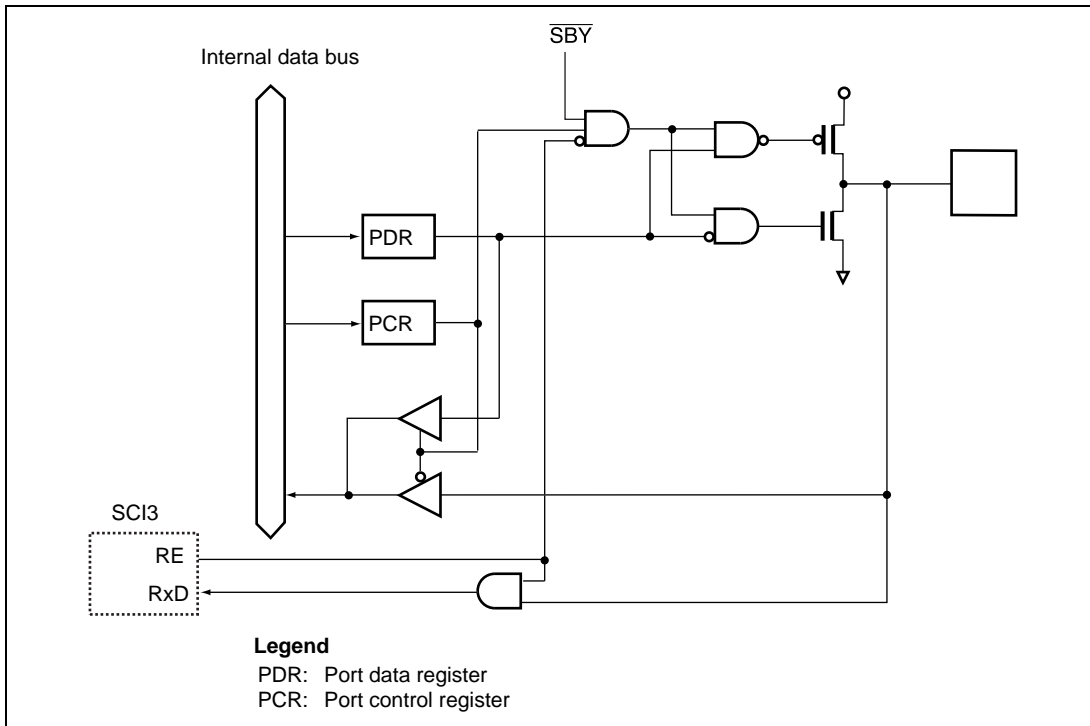 SBY
Internal data bus
PDR
PCR
SCI3
RE
RxD
Legend
PDR: Port data register
PCR: Port control register